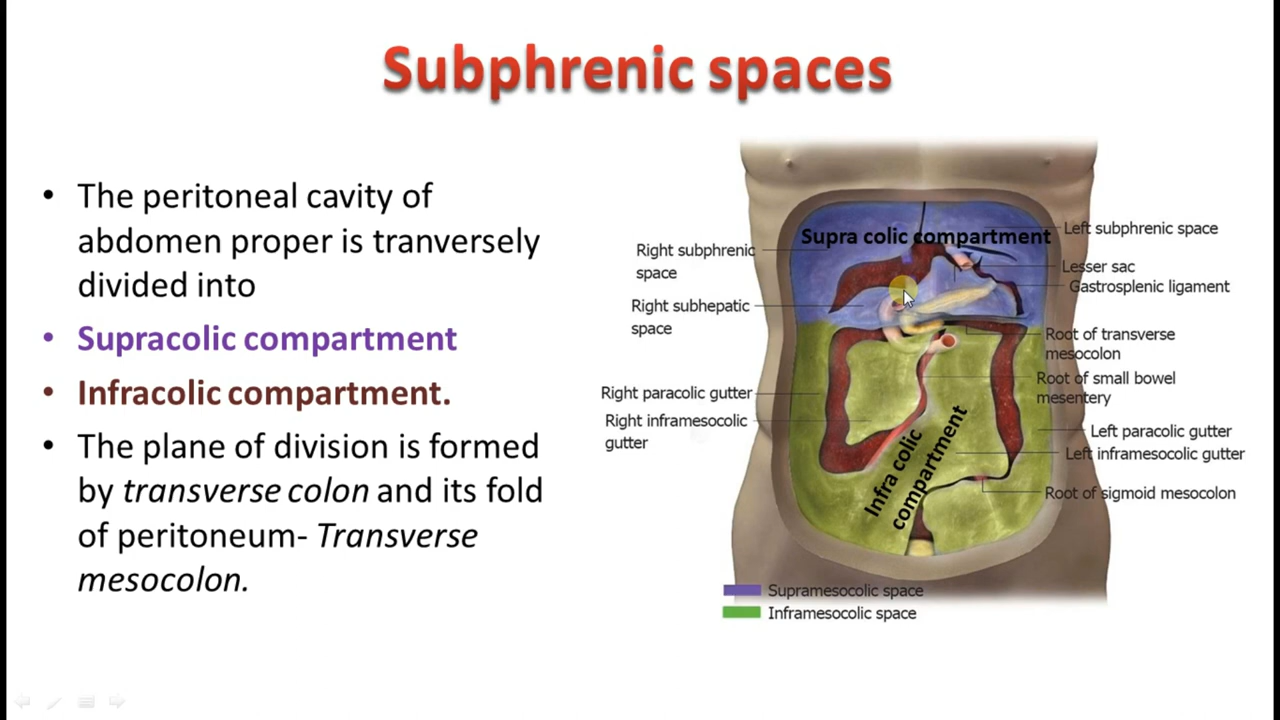 Subphrenic spaces
• The peritoneal cavity of
abdomen proper is tranversely
divided into
• Supracolic compartment
• Infracolic compartment.
• The plane of division is formed
by transverse colon and its fold
of peritoneum- Transverse
mesocolon.
Supra colic compartment
Right subphrenic
space
Right subhepatic
space
Right paracolic gutter
Right inframesocolic
gutter
Left subphrenic space
Lesser sac
Gastrosplenic ligament
Root of transverse
mesocolon
Root of small bowel
mesentery
Left paracolic gutter
Left inframesocolic gutter
Root of sigmoid mesocolon
Infra colic
compartment
Supramesocolic space
Inframesocolic space